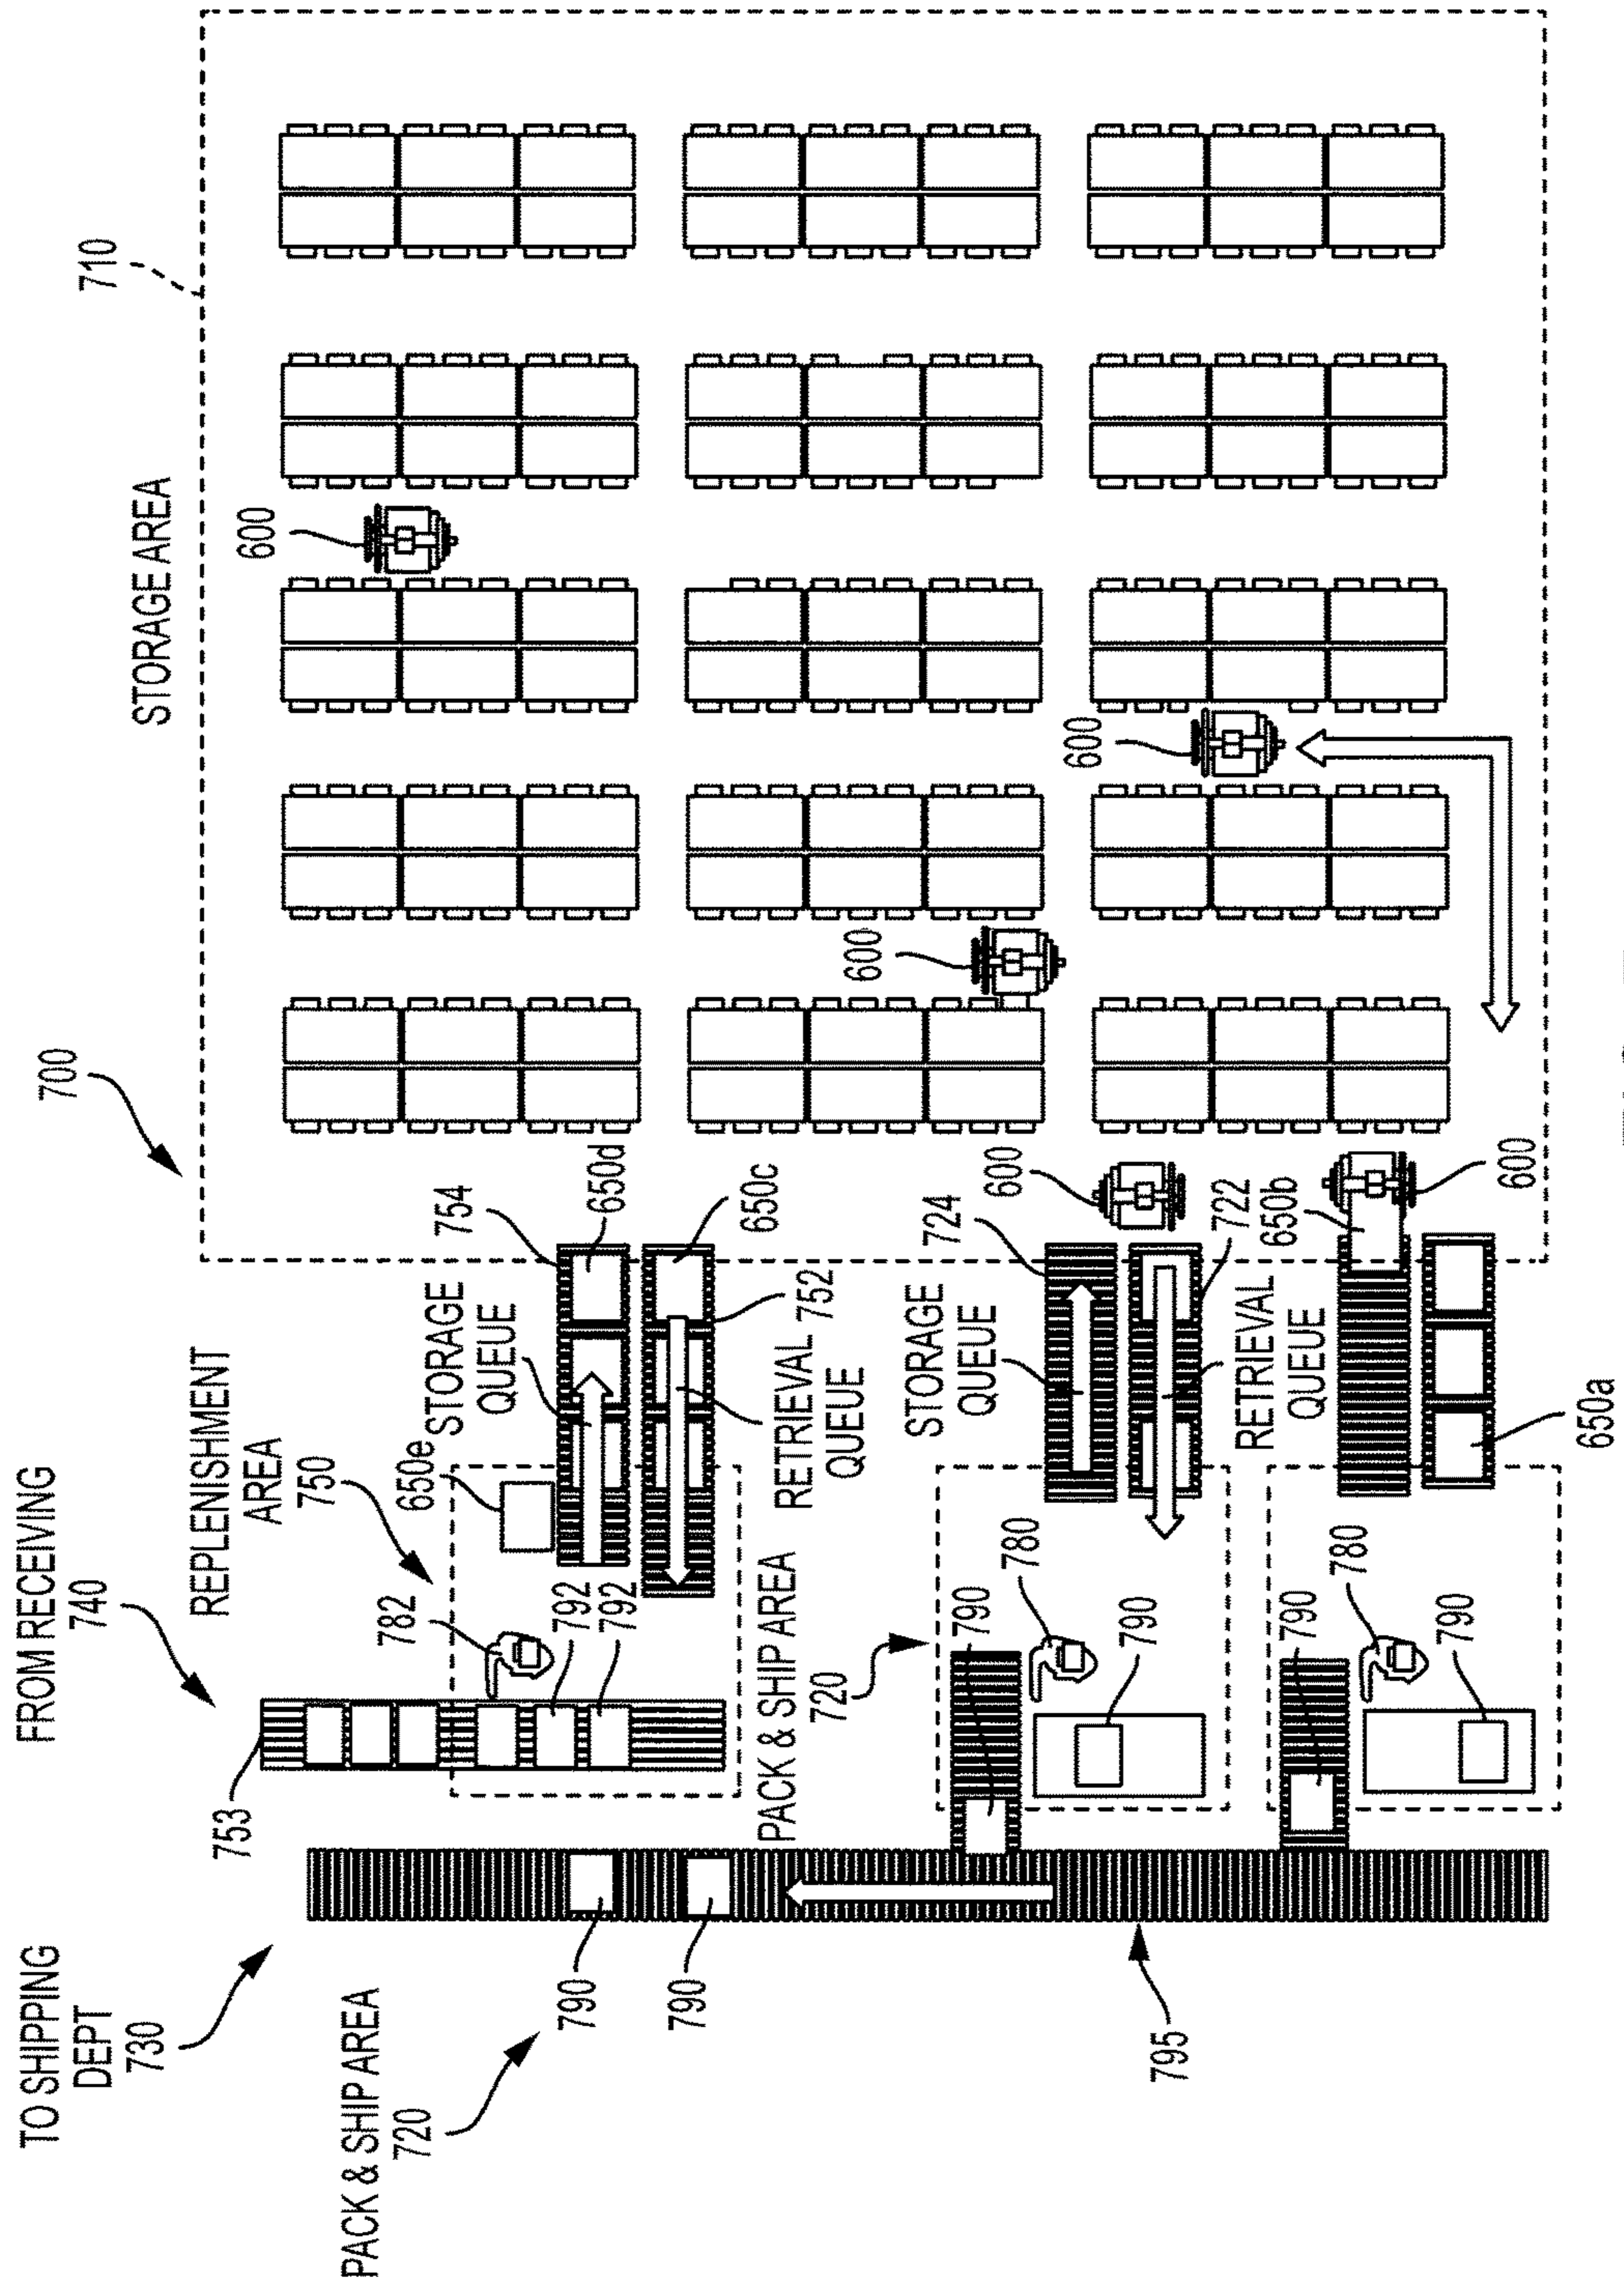 TO SHIPPING
DEPT
730
FROM RECEIVING
740
700
710
STORAGE AREA
REPLENISHMENT
AREA
750
753
600
PACK & SHIP AREA
720
782
650e
STORAGE
QUEUE
754
650d
790
792
792
790
650c
752
RETRIEVAL
QUEUE
PACK & SHIP AREA
720
600
STORAGE
QUEUE
724
790
600
780
600
790
795
722
RETRIEVAL
QUEUE
650b
790
780
790
600
650a